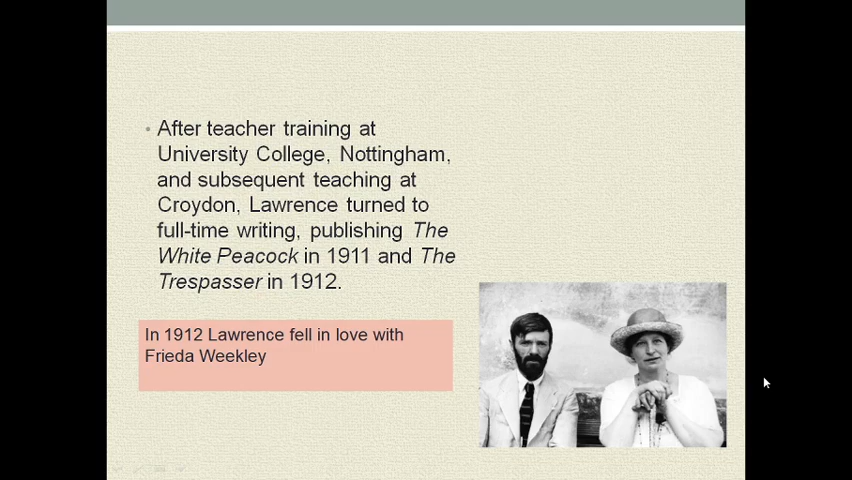 After teacher training at
University College, Nottingham,
and subsequent teaching at
Croydon, Lawrence turned to
full-time writing, publishing The
White Peacock in 1911 and The
Trespasser in 1912.
In 1912 Lawrence fell in love with
Frieda Weekley